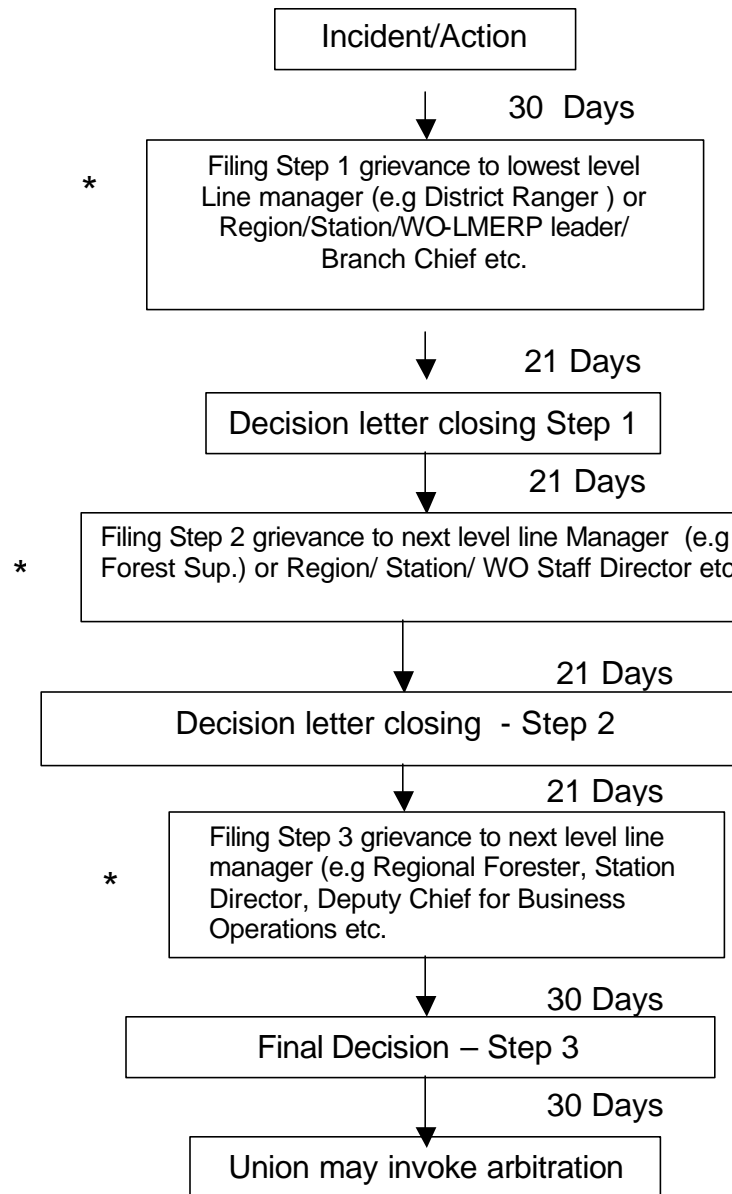 Incident/Action
30 Days
*
Filing Step 1 grievance to lowest level
Line manager (e.g District Ranger ) or
Region/Station/WO-LMERP leader/
Branch Chief etc.
21 Days
Decision letter closing Step 1
21 Days
*
Filing Step 2 grievance to next level line Manager (e.g
Forest Sup.) or Region/ Station/ WO Staff Director etc
21 Days
Decision letter closing - Step 2
21 Days
*
Filing Step 3 grievance to next level line
manager (e.g Regional Forester, Station
Director, Deputy Chief for Business
Operations etc.
30 Days
Final Decision – Step 3
30 Days
Union may invoke arbitration